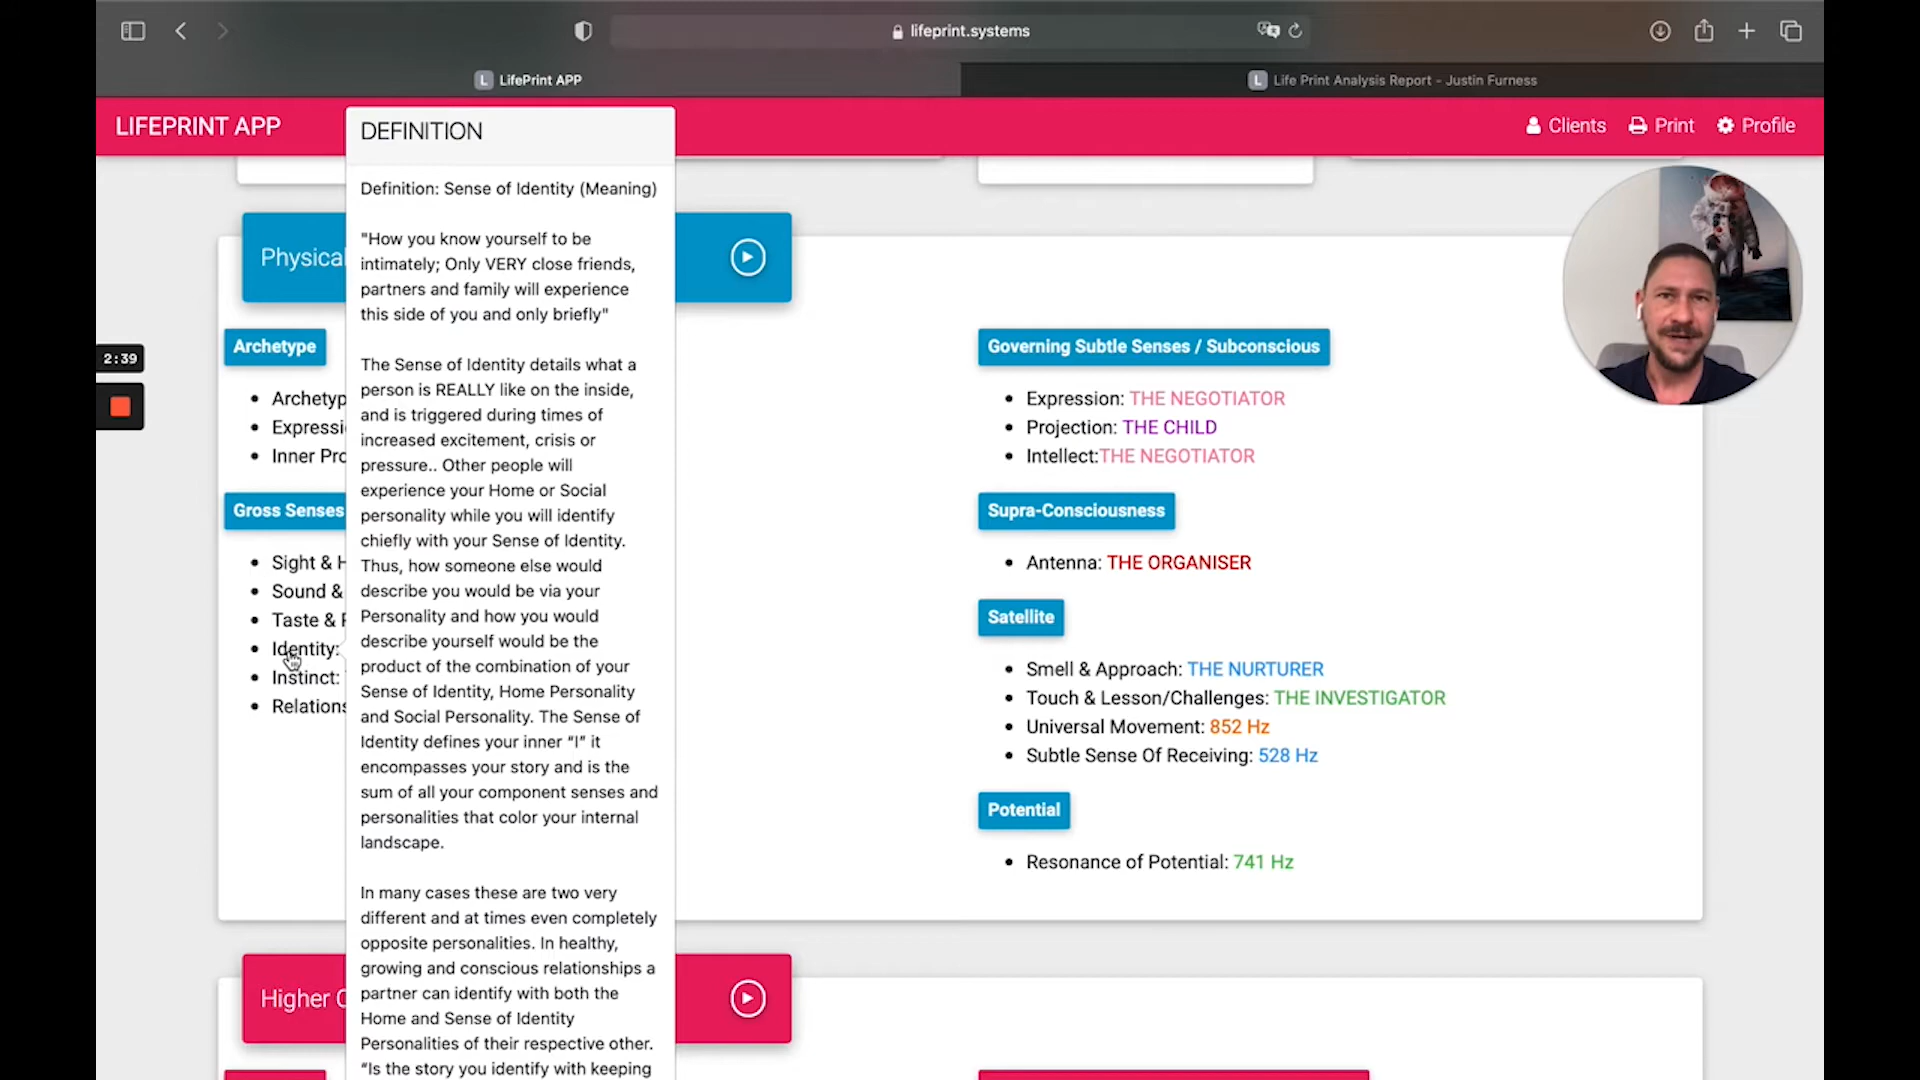 lifeprint.systems
L LifePrint APP
L Life Print Analysis Report - Justin Furness
LIFEPRINT APP
Clients
Print
Profile
DEFINITION
Definition: Sense of Identity (Meaning)
"How you know yourself to be
intimately; Only VERY close friends,
partners and family will experience
this side of you and only briefly"
The Sense of Identity details what a
person is REALLY like on the inside,
and is triggered during times of
increased excitement, crisis or
pressure.. Other people will
experience your Home or Social
personality while you will identify
chiefly with your Sense of Identity.
Thus, how someone else would
describe you would be via your
Personality and how you would
describe yourself would be the
product of the combination of your
Sense of Identity, Home Personality
and Social Personality. The Sense of
Identity defines your inner “I” it
encompasses your story and is the
sum of all your component senses and
personalities that color your internal
landscape.
In many cases these are two very
different and at times even completely
opposite personalities. In healthy,
growing and conscious relationships a
partner can identify with both the
Home and Sense of Identity
Personalities of their respective other.
“Is the story you identify with keeping
Physical
2:39
Archetype
Archetyp
Expressi
Inner Pro
Gross Senses
Sight & H
Sound &
Taste &
Identity:
Instinct:
Relations
Governing Subtle Senses / Subconscious
Expression: THE NEGOTIATOR
Projection: THE CHILD
Intellect:THE NEGOTIATOR
Supra-Consciousness
Antenna: THE ORGANISER
Satellite
Smell & Approach: THE NURTURER
Touch & Lesson/Challenges: THE INVESTIGATOR
Universal Movement: 852 Hz
Subtle Sense Of Receiving: 528 Hz
Potential
Resonance of Potential: 741 Hz
Higher